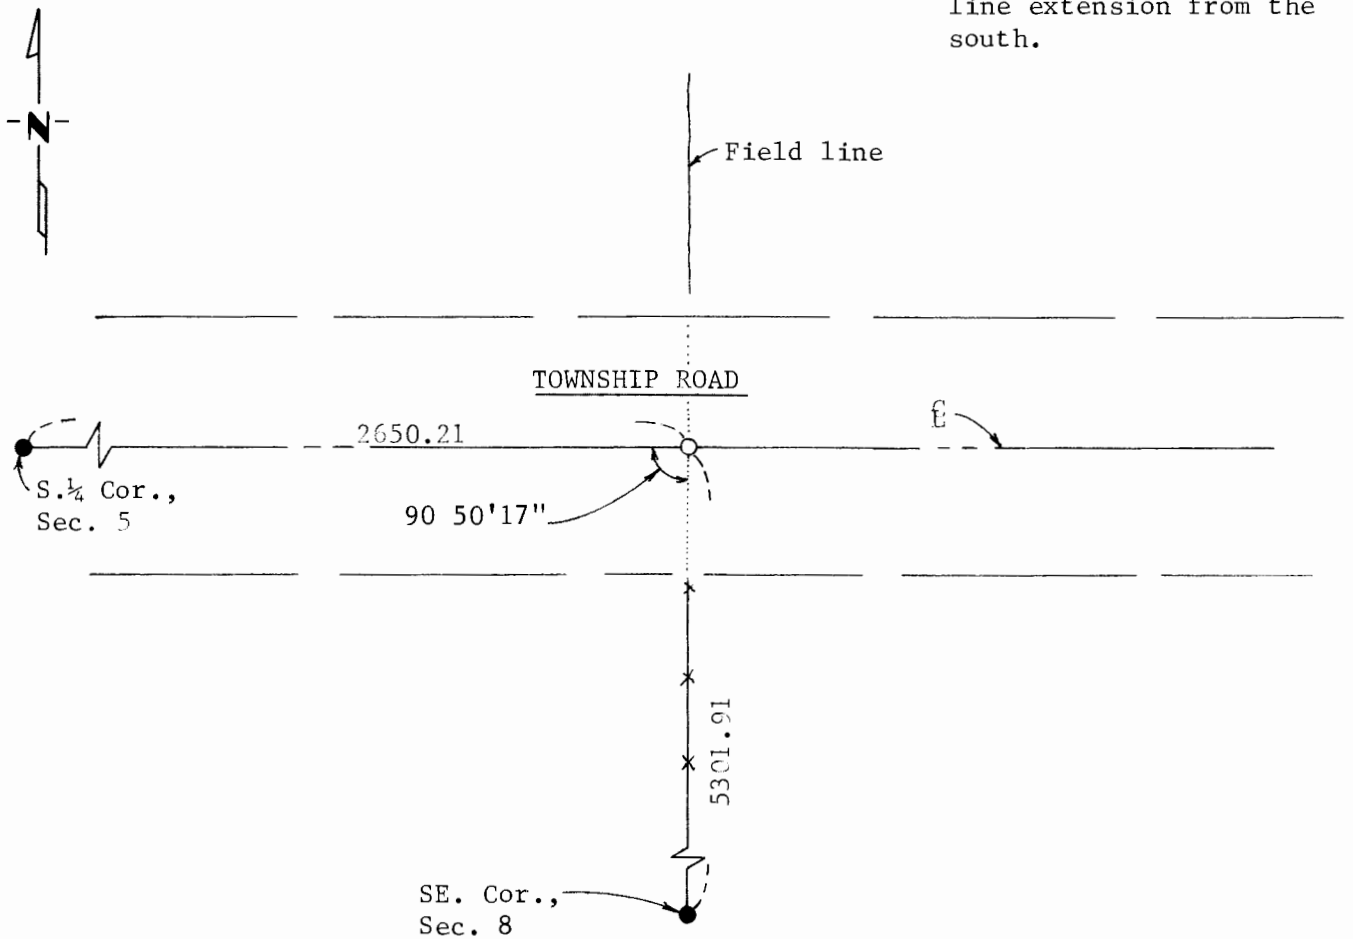 line extension from the
south.
N
Field line
TOWNSHIP ROAD
℄
2650.21
S.¼ Cor.,
Sec. 5
90 50'17"
5301.91
SE. Cor.,
Sec. 8